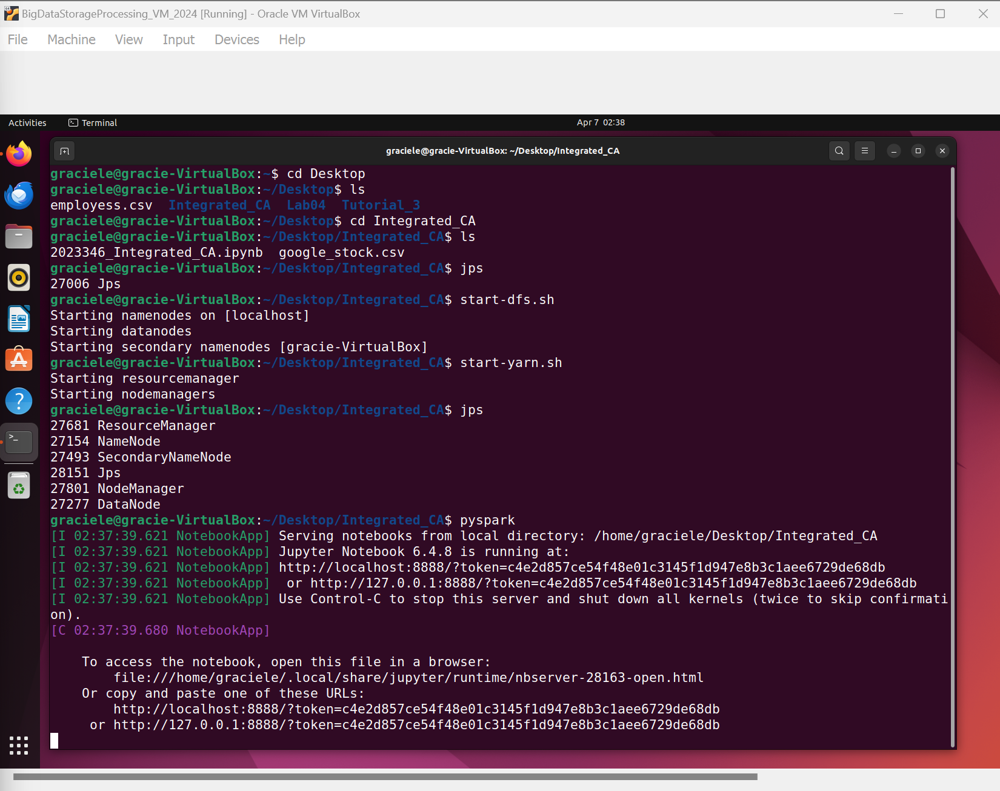 BigDataStorageProcessing_VM_2024 [Running] - Oracle VM VirtualBox
File Machine View Input Devices Help
Activities Terminal Apr 7 02:38
graciele@gracie-VirtualBox: ~/Desktop/Integrated_CA
graciele@gracie-VirtualBox:~$ cd Desktop
graciele@gracie-VirtualBox:~/Desktop$ ls
employess.csv Integrated_CA Lab04 Tutorial_3
graciele@gracie-VirtualBox:~/Desktop$ cd Integrated_CA
graciele@gracie-VirtualBox:~/Desktop/Integrated_CA$ ls
2023346_Integrated_CA.ipynb google_stock.csv
graciele@gracie-VirtualBox:~/Desktop/Integrated_CA$ jps
27006 Jps
graciele@gracie-VirtualBox:~/Desktop/Integrated_CA$ start-dfs.sh
Starting namenodes on [localhost]
Starting datanodes
Starting secondary namenodes [gracie-VirtualBox]
graciele@gracie-VirtualBox:~/Desktop/Integrated_CA$ start-yarn.sh
Starting resourcemanager
Starting nodemanagers
graciele@gracie-VirtualBox:~/Desktop/Integrated_CA$ jps
27681 ResourceManager
27154 NameNode
27493 SecondaryNameNode
28151 Jps
27801 NodeManager
27277 DataNode
graciele@gracie-VirtualBox:~/Desktop/Integrated_CA$ pyspark
[I 02:37:39.621 NotebookApp] Serving notebooks from local directory: /home/graciele/Desktop/Integrated_CA
[I 02:37:39.621 NotebookApp] Jupyter Notebook 6.4.8 is running at:
[I 02:37:39.621 NotebookApp] http://localhost:8888/?token=c4e2d857ce54f48e01c3145f1d947e8b3c1aee6729de68db
[I 02:37:39.621 NotebookApp]  or http://127.0.0.1:8888/?token=c4e2d857ce54f48e01c3145f1d947e8b3c1aee6729de68db
[I 02:37:39.621 NotebookApp] Use Control-C to stop this server and shut down all kernels (twice to skip confirmati
on).
[C 02:37:39.680 NotebookApp]
To access the notebook, open this file in a browser:
file:///home/graciele/.local/share/jupyter/runtime/nbserver-28163-open.html
Or copy and paste one of these URLs:
http://localhost:8888/?token=c4e2d857ce54f48e01c3145f1d947e8b3c1aee6729de68db
or http://127.0.0.1:8888/?token=c4e2d857ce54f48e01c3145f1d947e8b3c1aee6729de68db